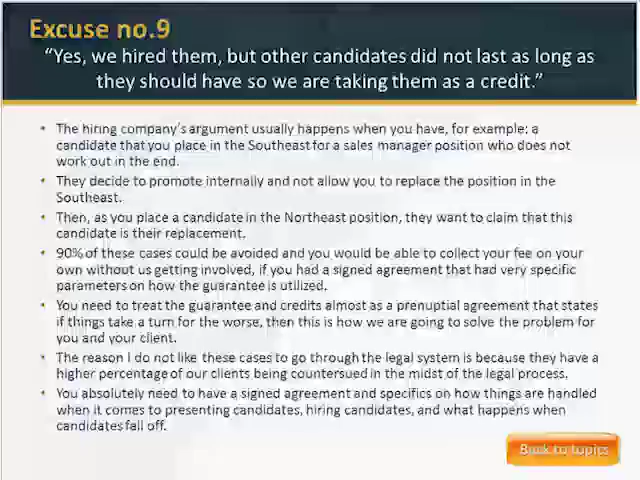 Excuse no.9
"Yes, we hired them, but other candidates did not last as long as
they should have so we are taking them as a credit."
• The hiring company's argument usually happens when you have, for example; a
candidate that you place in the Southeast for a sales manager position who does not
work out in the end.
• They decide to promote internally and not allow you to replace the position in the
Southeast.
• Then, as you place a candidate in the Northeast position, they want to claim that this
candidate is their replacement.
• 90% of these cases could be avoided and you would be able to collect your fee on your
own without us getting involved, if you had a signed agreement that had very specific
parameters on how the guarantee is utilized.
• You need to treat the guarantee and credits almost as a prenuptial agreement that states
if things take a turn for the worse, then this is how we are going to solve the problem for
you and your client.
• The reason I do not like these cases to go through the legal system is because they have a
higher percentage of our clients being countersued in the midst of the legal process.
• You absolutely need to have a signed agreement and specifics on how things are handled
when it comes to presenting candidates, hiring candidates, and what happens when
candidates fall off.
Back to topics